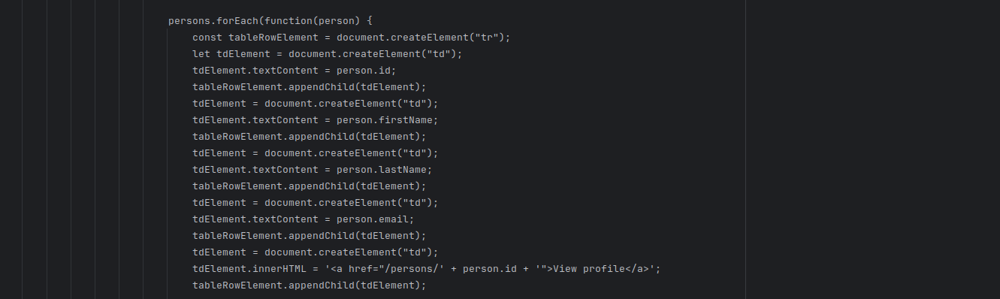 persons.forEach(function(person) {
const tableRowElement = document.createElement("tr");
let tdElement = document.createElement("td");
tdElement.textContent = person.id;
tableRowElement.appendChild(tdElement);
tdElement = document.createElement("td");
tdElement.textContent = person.firstName;
tableRowElement.appendChild(tdElement);
tdElement = document.createElement("td");
tdElement.textContent = person.lastName;
tableRowElement.appendChild(tdElement);
tdElement = document.createElement("td");
tdElement.textContent = person.email;
tableRowElement.appendChild(tdElement);
tdElement = document.createElement("td");
tdElement.innerHTML = '<a href="/persons/' + person.id + '">View profile</a>';
tableRowElement.appendChild(tdElement);